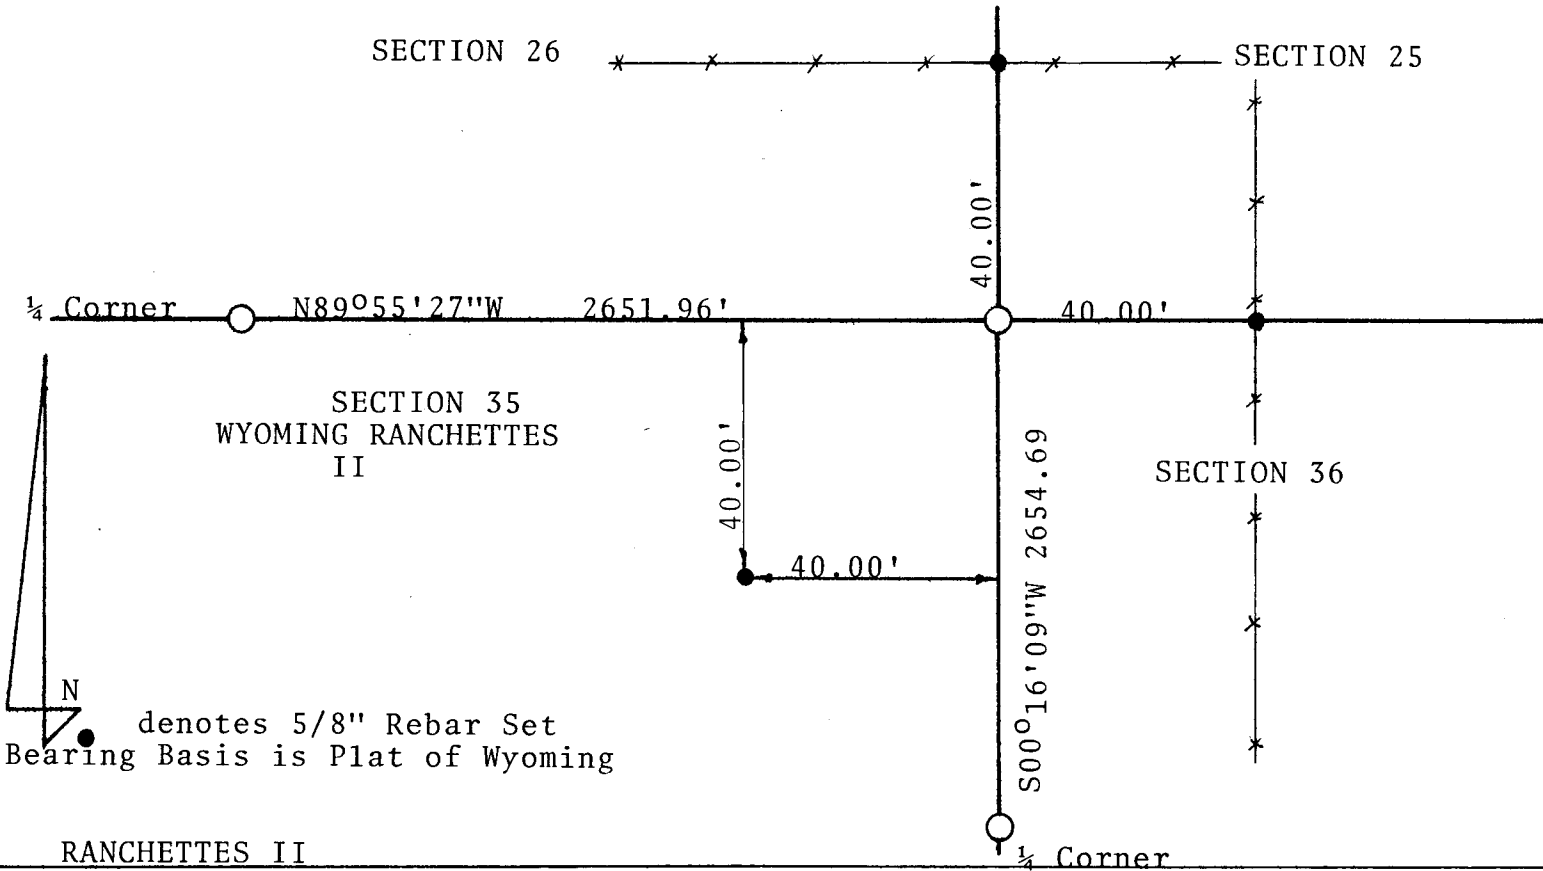 SECTION 26
SECTION 25
40.00'
¼ Corner
N89°55'27"W 2651.96'
40.00'
SECTION 35
WYOMING RANCHETTES
II
40.00'
40.00'
S00°16'09"W 2654.69
SECTION 36
N
denotes 5/8" Rebar Set
Bearing Basis is Plat of Wyoming
RANCHETTES II
¼ Corner